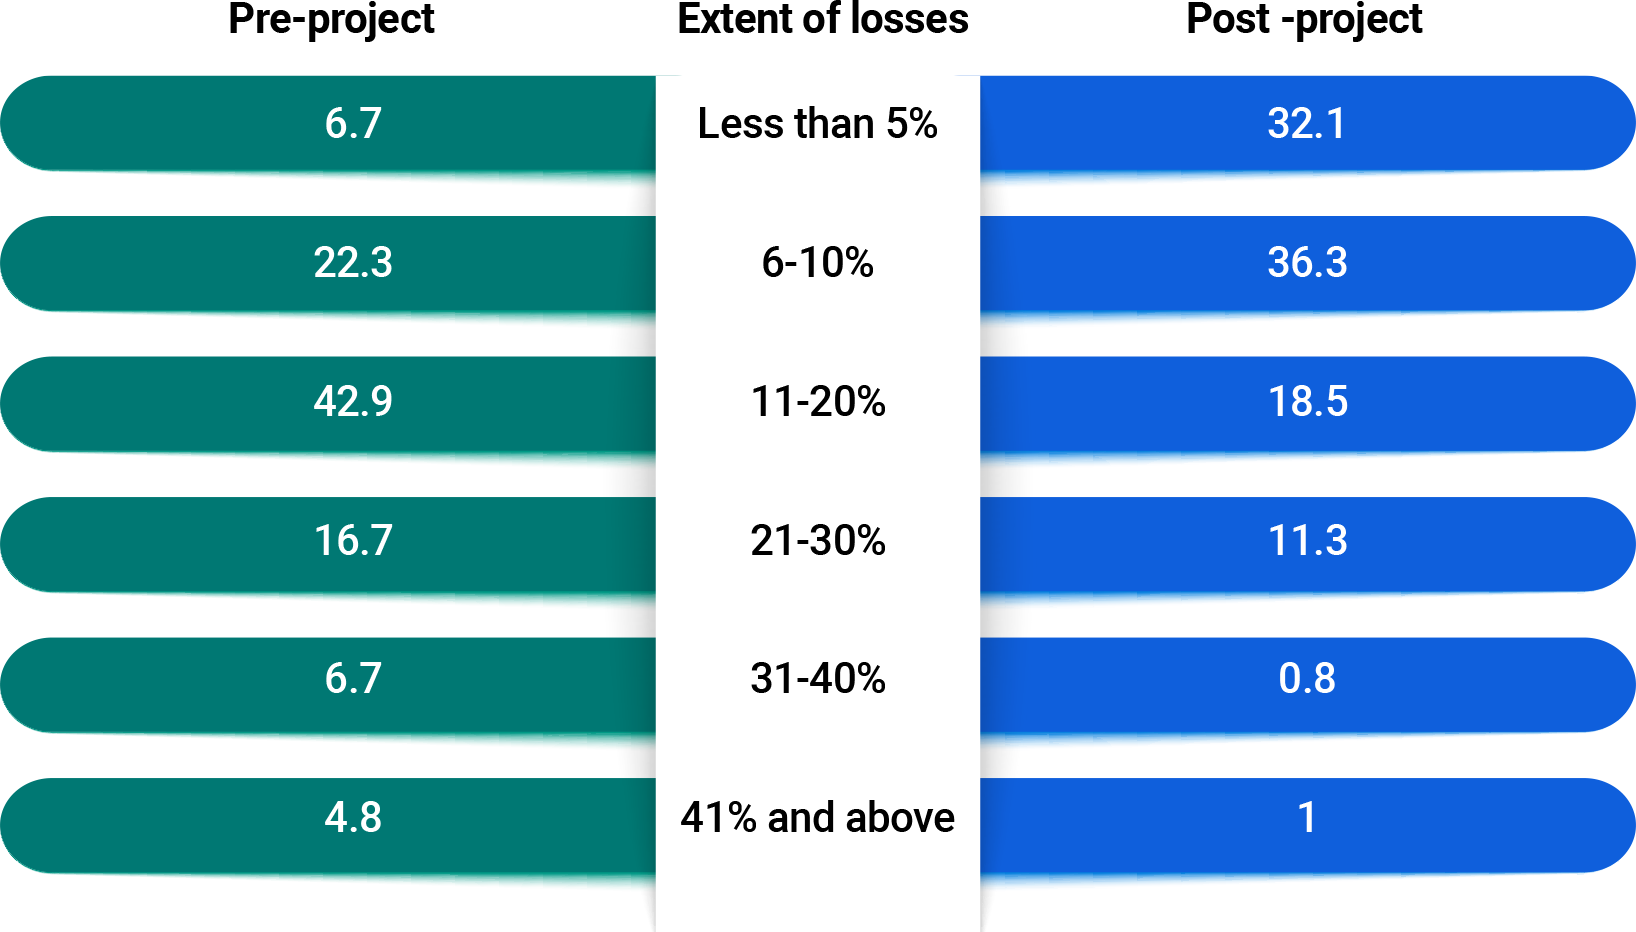 Pre-project Extent of losses Post -project
6.7 Less than 5% 32.1
22.3 6-10% 36.3
42.9 11-20% 18.5
16.7 21-30% 11.3
6.7 31-40% 0.8
4.8 41% and above 1